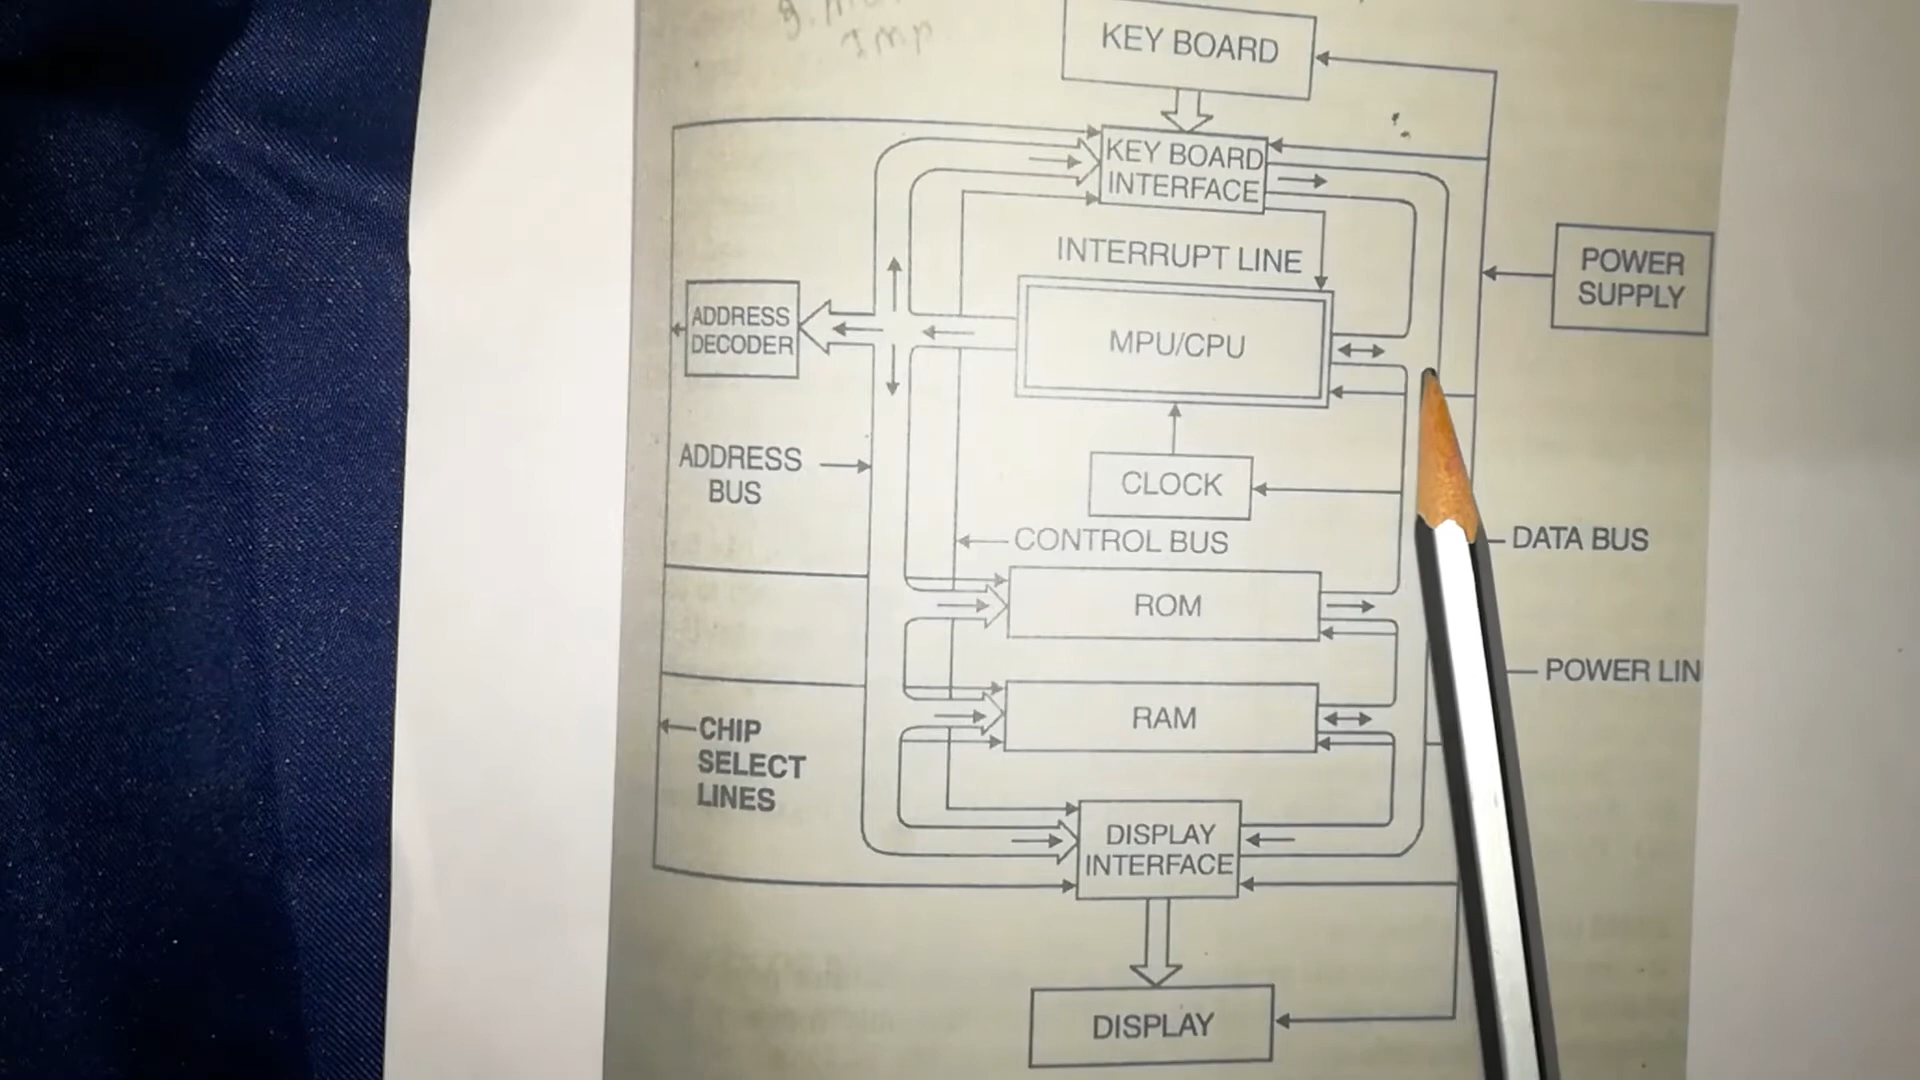 Imp
KEY BOARD
KEY BOARD
INTERFACE
INTERRUPT LINE
POWER
SUPPLY
ADDRESS
DECODER
MPU/CPU
ADDRESS
BUS
CLOCK
CONTROL BUS
DATA BUS
ROM
POWER LIN
RAM
CHIP
SELECT
LINES
DISPLAY
INTERFACE
DISPLAY